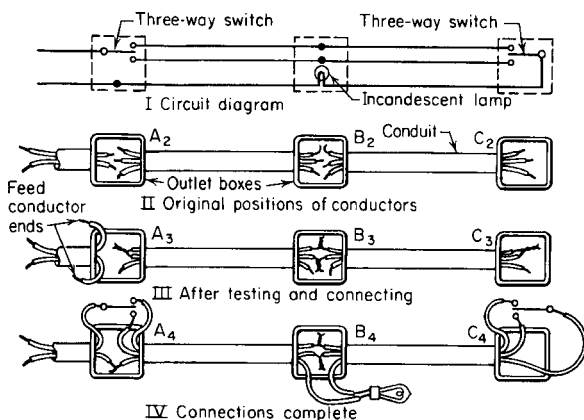 Three-way switch
Three-way switch
I Circuit diagram
Incandescent lamp
A2
B2
Conduit
C2
Feed
conductor
ends
Outlet boxes
II Original positions of conductors
A3
B3
C3
III After testing and connecting
A4
B4
C4
IV Connections complete